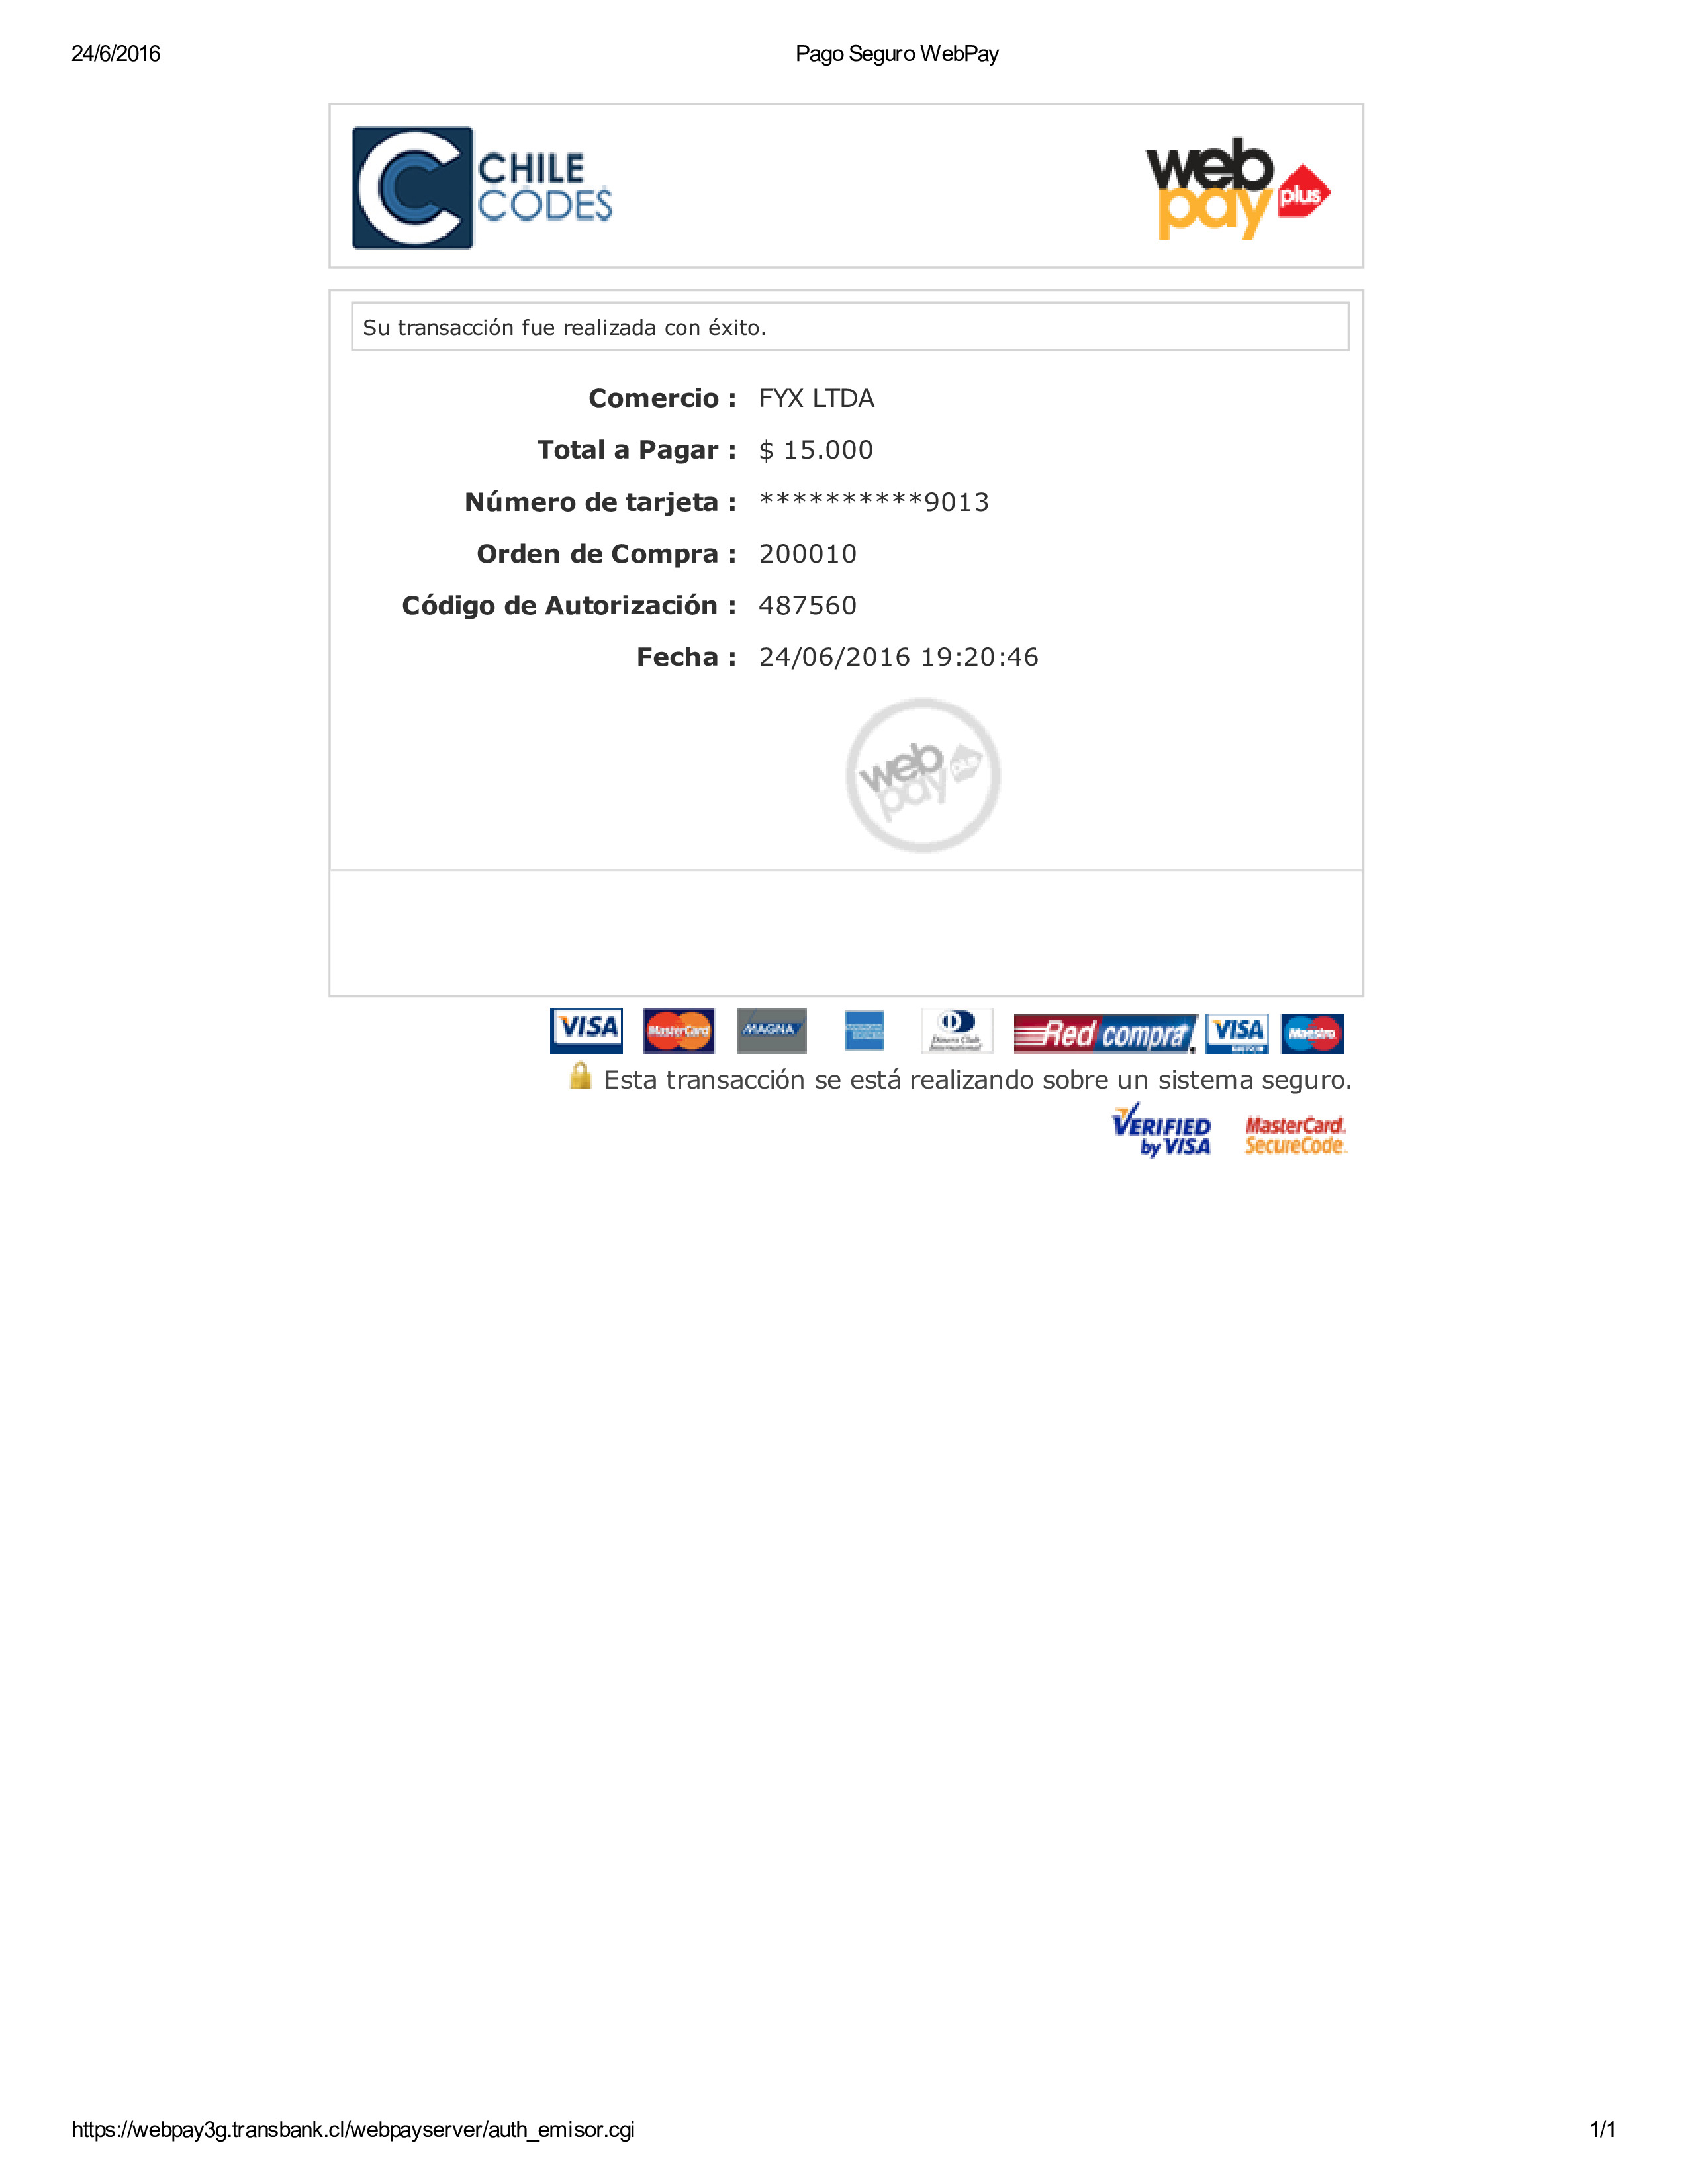 24/6/2016 Pago Seguro WebPay
CHILE
CODES
web
pay plus
Su transacción fue realizada con éxito.
Comercio : FYX LTDA
Total a Pagar : $ 15.000
Número de tarjeta : **********9013
Orden de Compra : 200010
Código de Autorización : 487560
Fecha : 24/06/2016 19:20:46
web
pay plus
VISA MasterCard MAGNA Diners Club International Red compra VISA Maestro
Esta transacción se está realizando sobre un sistema seguro.
VERIFIED by VISA
MasterCard. SecureCode.
https://webpay3g.transbank.cl/webpayserver/auth_emisor.cgi 1/1